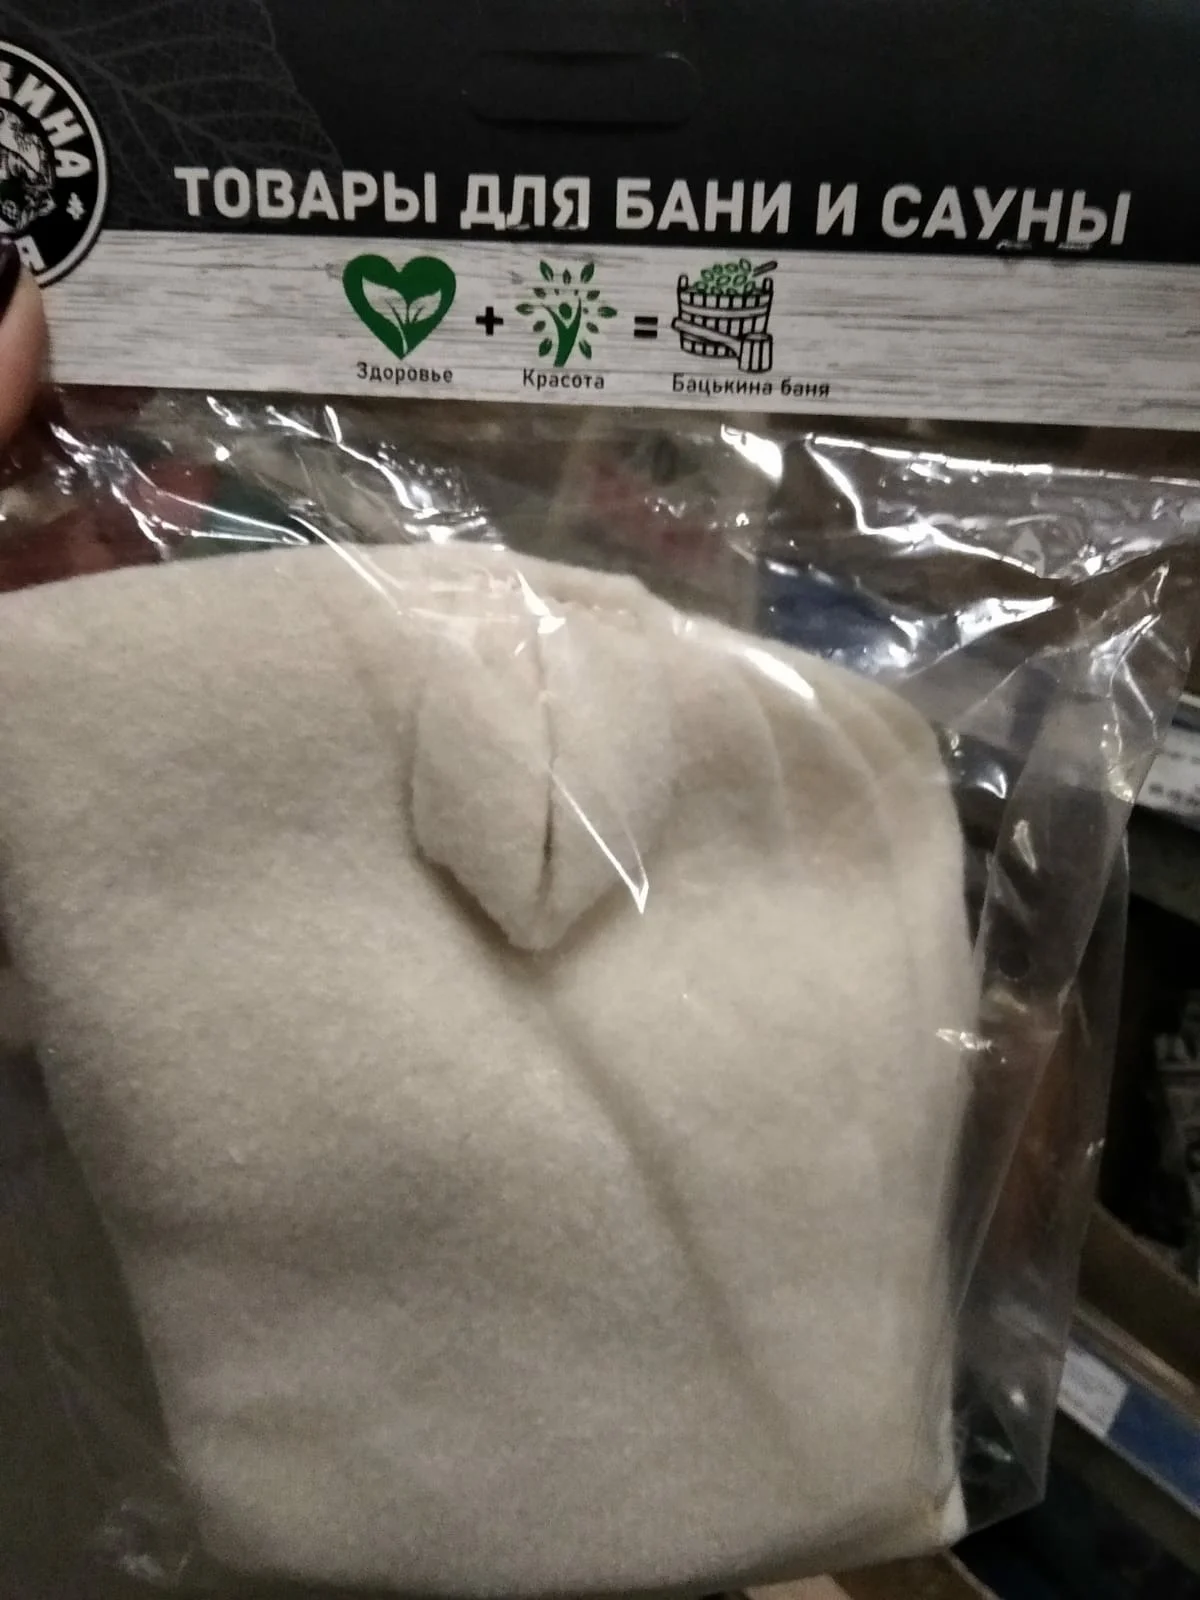 ТОВАРЫ ДЛЯ БАНИ И САУНЫ
+ =
Здоровье Красота Бацькина баня